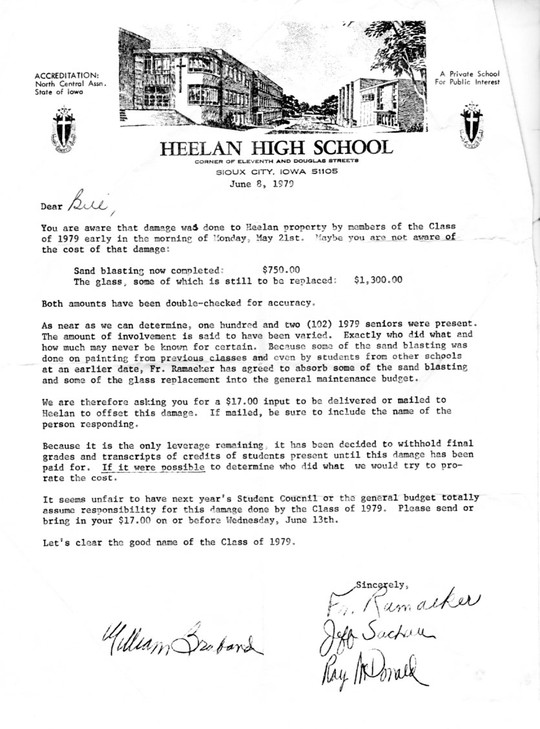 ACCREDITATION:
North Central Assn.
State of Iowa
A Private School
For Public Interest
HEELAN HIGH SCHOOL
CORNER OF ELEVENTH AND DOUGLAS STREETS
SIOUX CITY, IOWA 51105
June 8, 1979
Dear Bill,
You are aware that damage was done to Heelan property by members of the Class
of 1979 early in the morning of Monday, May 21st. Maybe you are not aware of
the cost of that damage:
Sand blasting now completed: $750.00
The glass, some of which is still to be replaced: $1,300.00
Both amounts have been double-checked for accuracy.
As near as we can determine, one hundred and two (102) 1979 seniors were present.
The amount of involvement is said to have been varied. Exactly who did what and
how much may never be known for certain. Because some of the sand blasting was
done on painting from previous classes and even by students from other schools
at an earlier date, Fr. Ramaeker has agreed to absorb some of the sand blasting
and some of the glass replacement into the general maintenance budget.
We are therefore asking you for a $17.00 input to be delivered or mailed to
Heelan to offset this damage. If mailed, be sure to include the name of the
person responding.
Because it is the only leverage remaining, it has been decided to withhold final
grades and transcripts of credits of students present until this damage has been
paid for. If it were possible to determine who did what we would try to pro-
rate the cost.
It seems unfair to have next year's Student Council or the general budget totally
assume responsibility for this damage done by the Class of 1979. Please send or
bring in your $17.00 on or before Wednesday, June 13th.
Let's clear the good name of the Class of 1979.
Sincerely,
Fr. Ramaeker
William Braband
Jeff Sachau
Ray McDonald